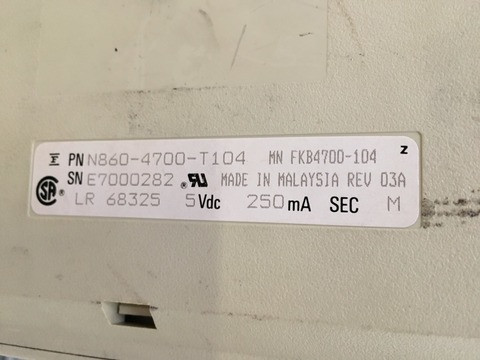 PN N860-4700-T104 MN FKB4700-104 Z
SN E7000282 MADE IN MALAYSIA REV 03A
LR 68325 5Vdc 250mA SEC M